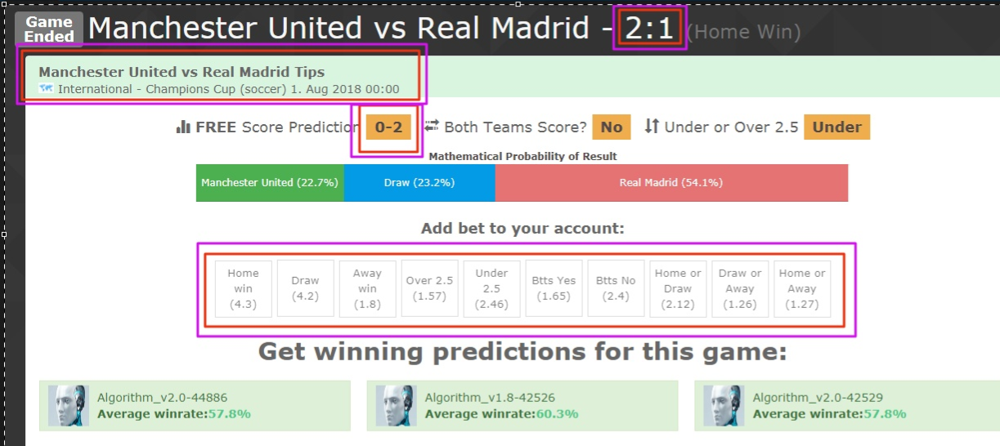 Game Ended
Manchester United vs Real Madrid - 2:1 (Home Win)
Manchester United vs Real Madrid Tips
International - Champions Cup (soccer) 1. Aug 2018 00:00
FREE Score Prediction 0-2 Both Teams Score? No Under or Over 2.5 Under
Mathematical Probability of Result
Manchester United (22.7%) Draw (23.2%) Real Madrid (54.1%)
Add bet to your account:
Home win (4.3)
Draw (4.2)
Away win (1.8)
Over 2.5 (1.57)
Under 2.5 (2.46)
Btts Yes (1.65)
Btts No (2.4)
Home or Draw (2.12)
Draw or Away (1.26)
Home or Away (1.27)
Get winning predictions for this game:
Algorithm_v2.0-44886
Average winrate:57.8%
Algorithm_v1.8-42526
Average winrate:60.3%
Algorithm_v2.0-42529
Average winrate:57.8%